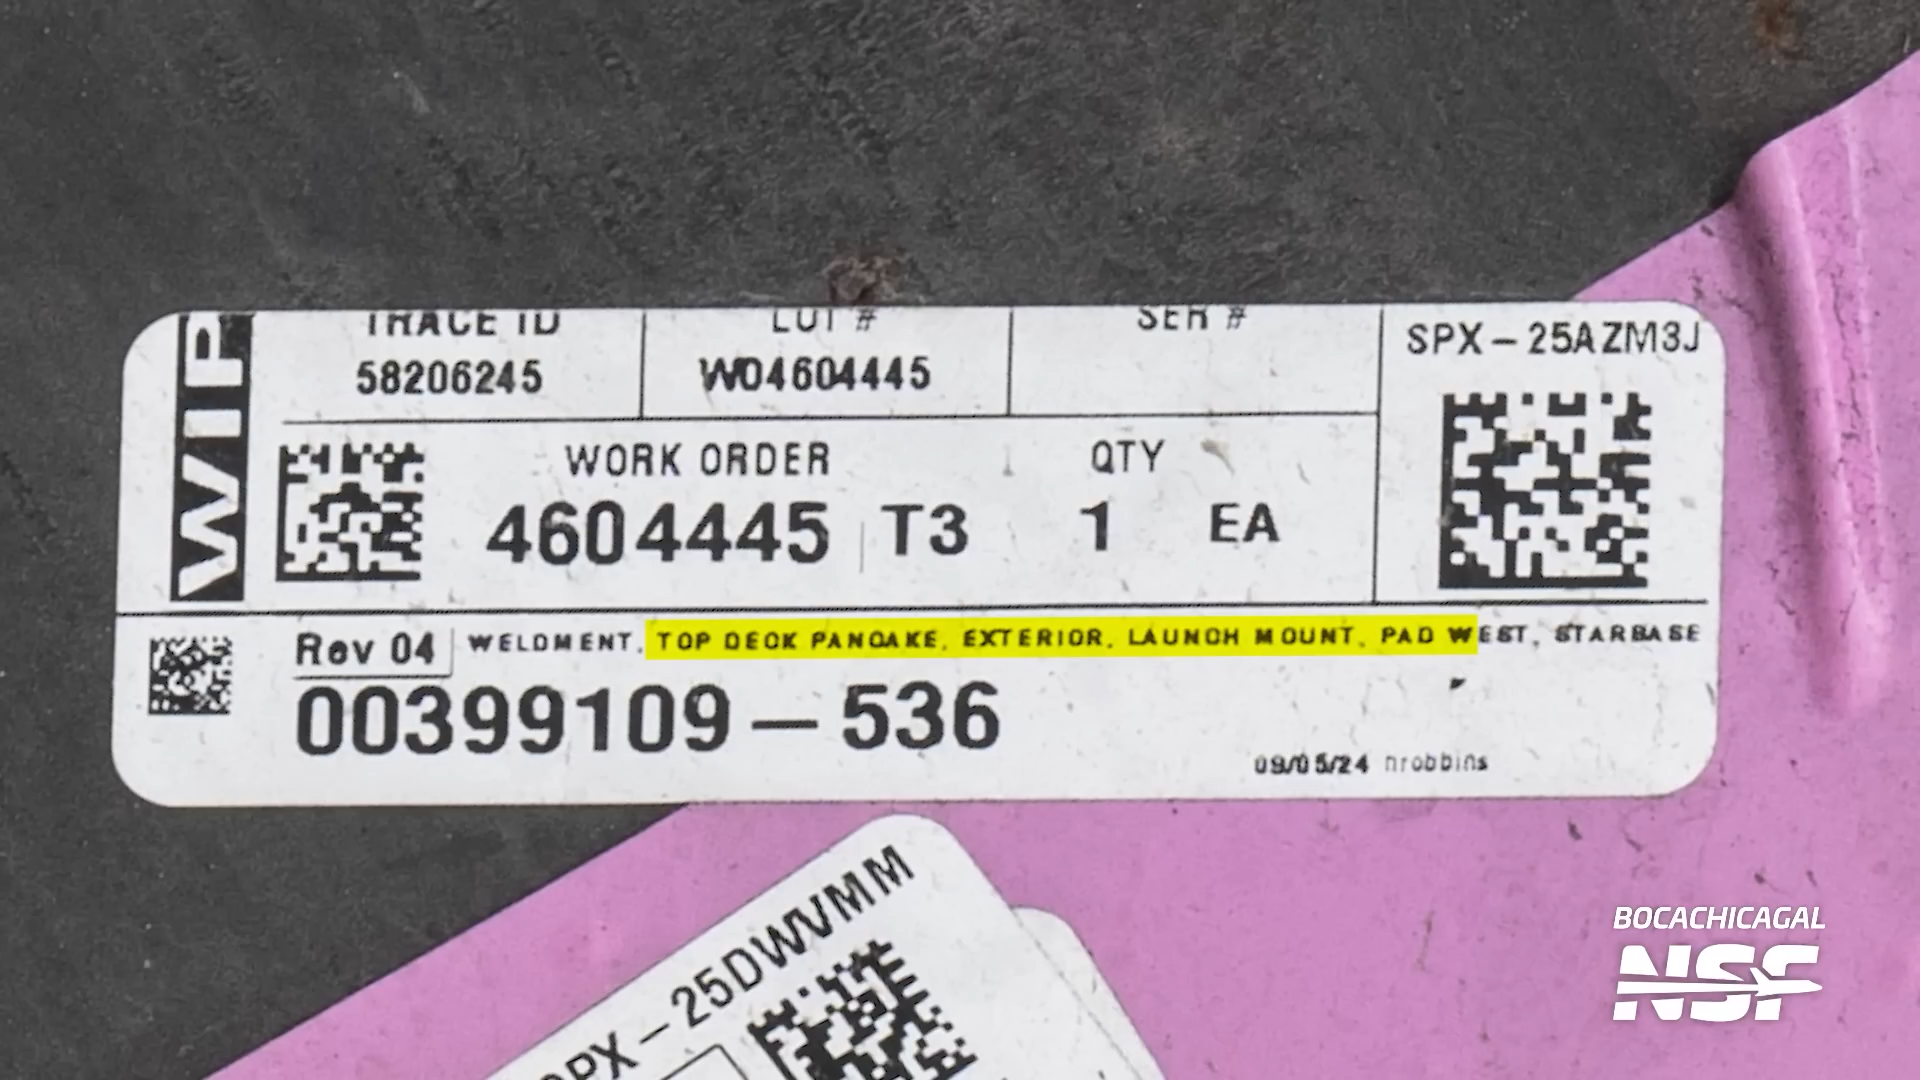 WIP
TRACE ID
58206245
LOT #
WO4604445
SER #
SPX-25AZM3J
WORK ORDER
4604445 T3
QTY
1 EA
Rev 04
WELDMENT, TOP DECK PANCAKE, EXTERIOR, LAUNCH MOUNT, PAD WEST, STARBASE
00399109-536
09/05/24 nrobbins
SPX-25DWVMM
BOCACHICAGAL
NSF